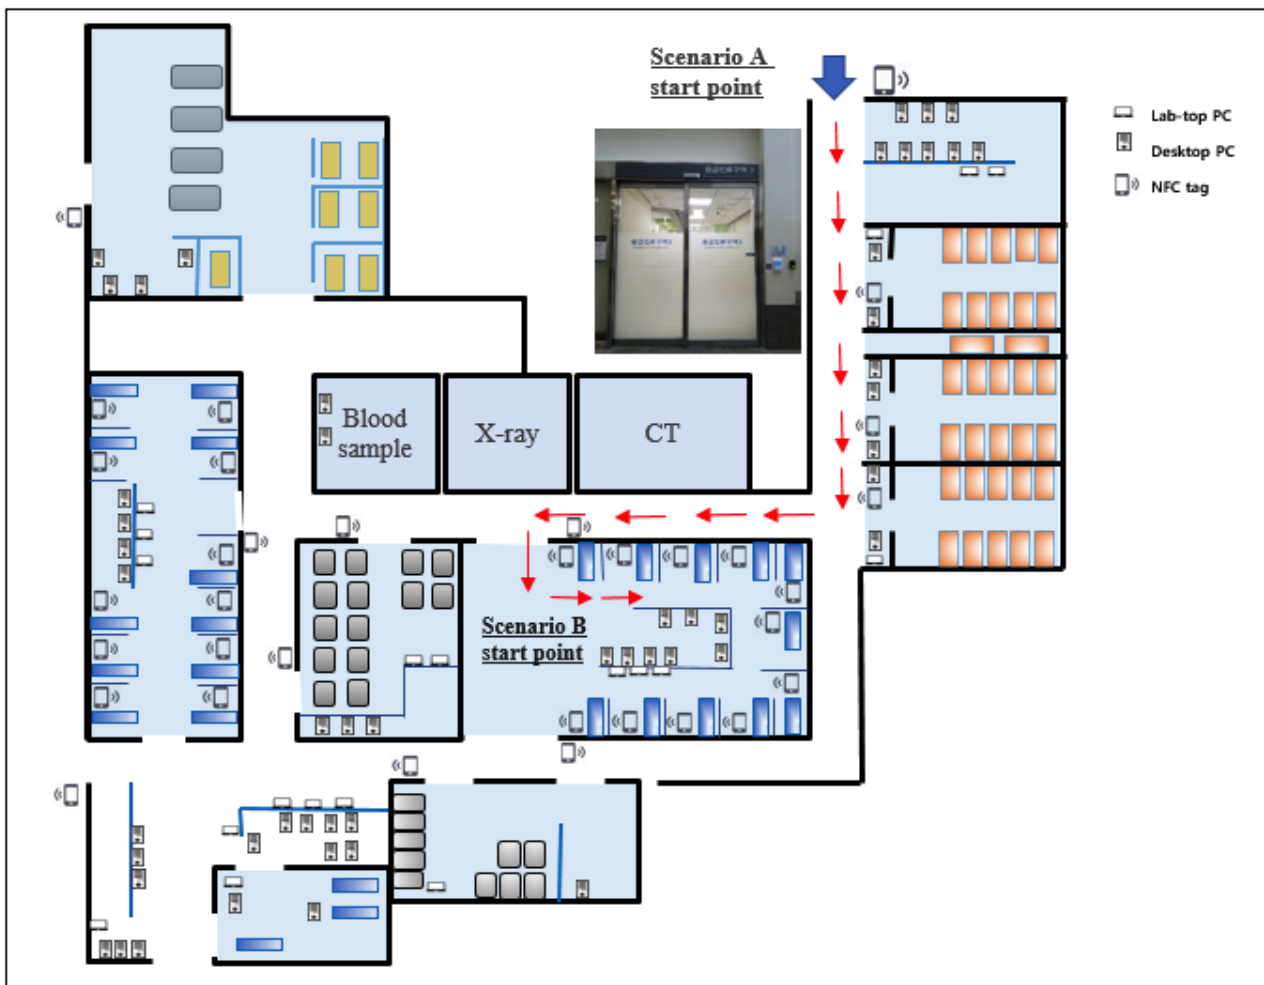 Scenario A
start point
Lab-top PC
Desktop PC
NFC tag
Blood
sample
X-ray
CT
Scenario B
start point